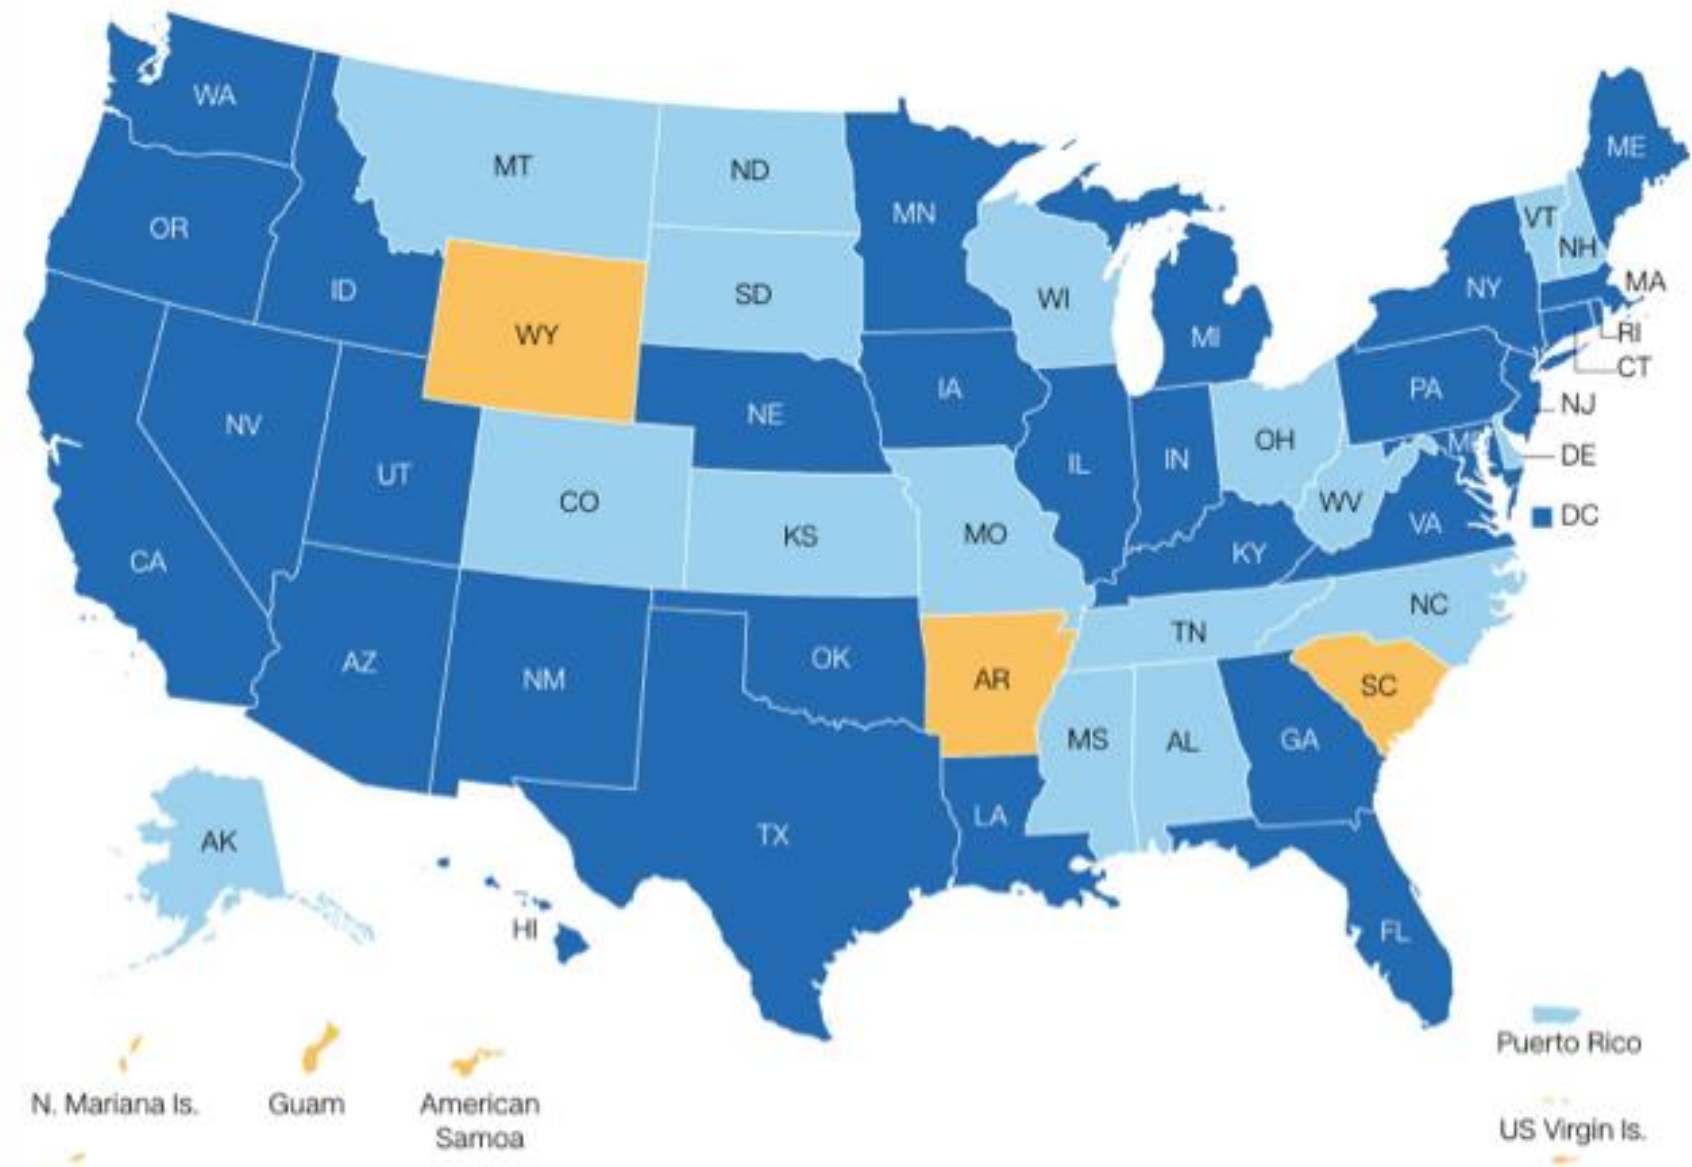 WA
ME
MT
ND
MN
VT
OR
NH
ID
SD
WI
NY
MA
WY
MI
RI
CT
IA
PA
NE
NJ
NV
OH
DE
UT
IL
IN
CO
WV
DC
KS
MO
VA
CA
KY
NC
TN
AZ
NM
OK
AR
SC
MS
AL
GA
LA
TX
AK
HI
FL
Puerto Rico
N. Mariana Is.
Guam
American
Samoa
US Virgin Is.